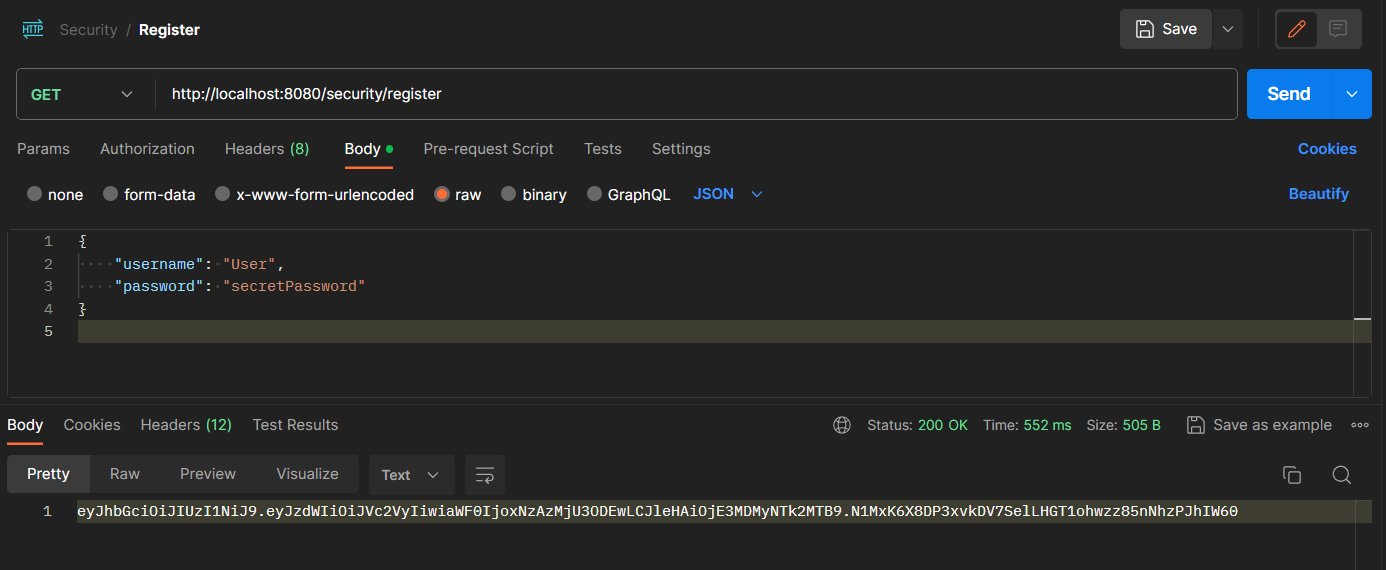 HTTP Security / Register Save
GET http://localhost:8080/security/register Send
Params Authorization Headers (8) Body Pre-request Script Tests Settings Cookies
none form-data x-www-form-urlencoded raw binary GraphQL JSON Beautify
1 {
2 "username": "User",
3 "password": "secretPassword"
4 }
5
Body Cookies Headers (12) Test Results Status: 200 OK Time: 552 ms Size: 505 B Save as example
Pretty Raw Preview Visualize Text
1 eyJhbGciOiJIUzI1NiJ9.eyJzdWIiOiJVc2VyIiwiaWF0IjoxNzAzMjU3ODEwLCJleHAiOjE3MDMyNTk2MTB9.N1MxK6X8DP3xvkDV7SelLHGT1ohwzz85nNhzPJhIW60